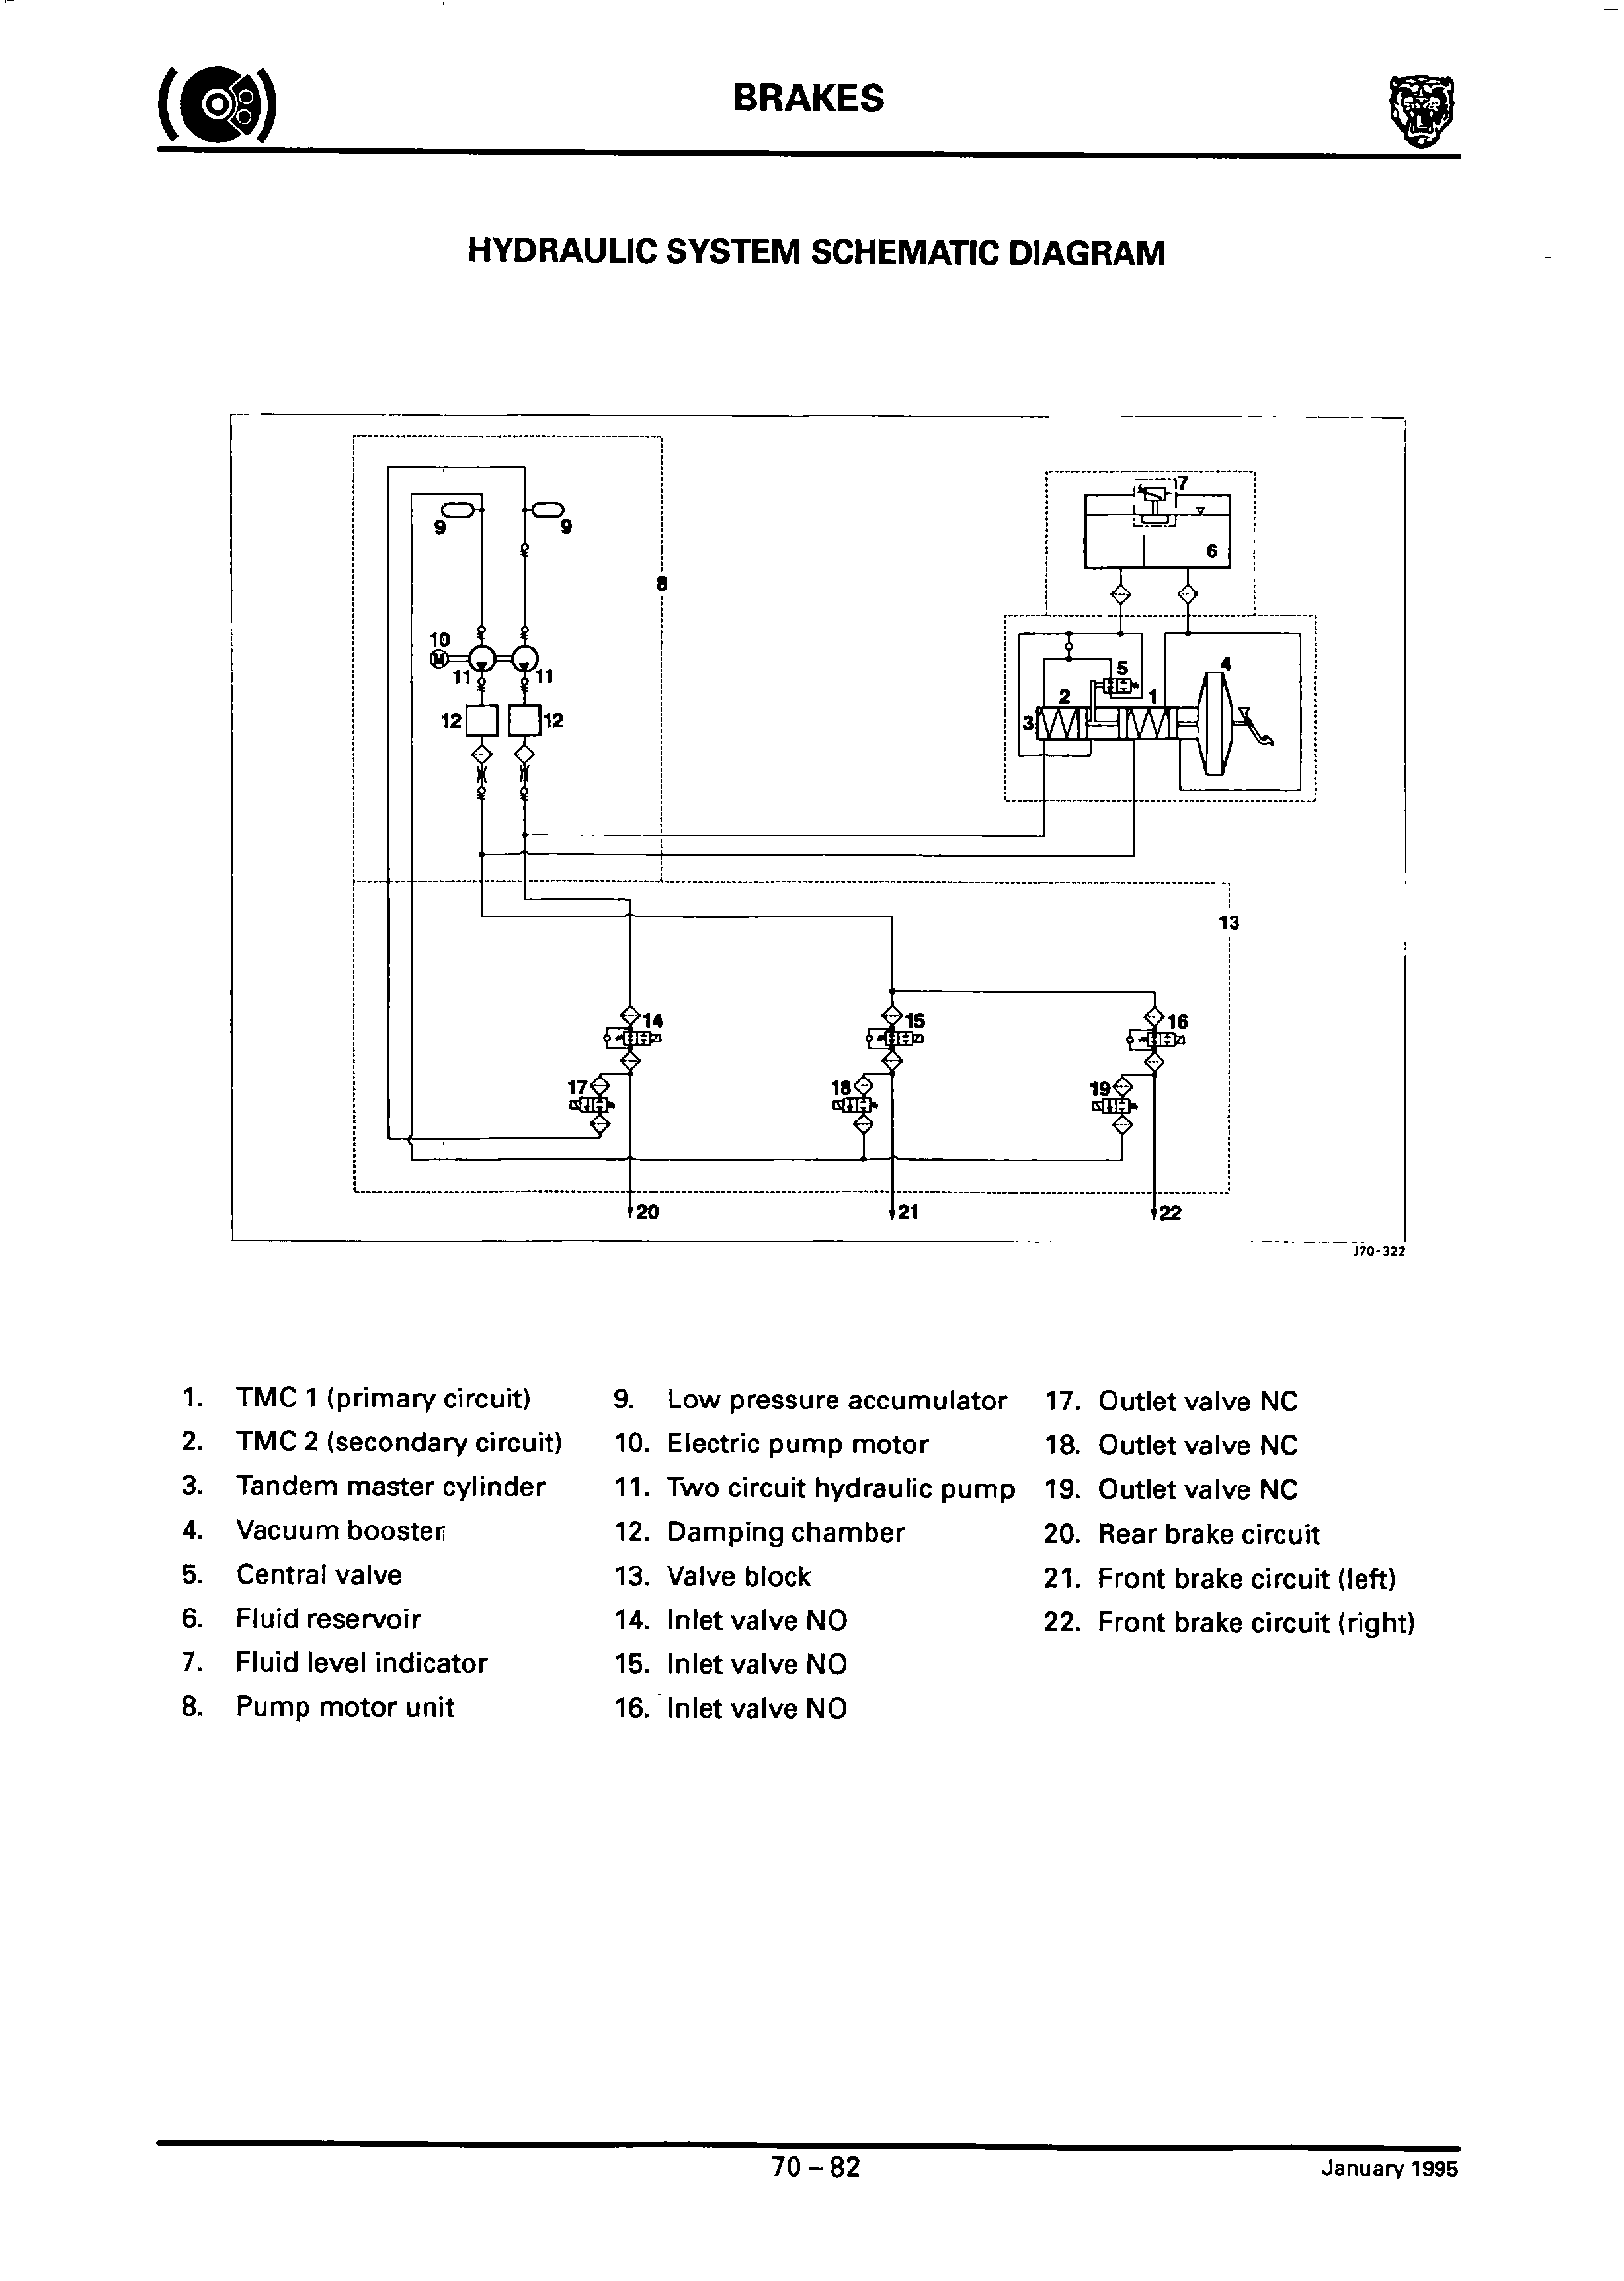 BRAKES
HYDRAULIC SYSTEM SCHEMATIC DIAGRAM
7
9
9
6
8
10
M
11
11
5
4
2
1
3
12
12
13
14
15
16
17
18
19
20
21
22
J70-322
1. TMC 1 (primary circuit)
2. TMC 2 (secondary circuit)
3. Tandem master cylinder
4. Vacuum booster
5. Central valve
6. Fluid reservoir
7. Fluid level indicator
8. Pump motor unit
9. Low pressure accumulator
10. Electric pump motor
11. Two circuit hydraulic pump
12. Damping chamber
13. Valve block
14. Inlet valve NO
15. Inlet valve NO
16. Inlet valve NO
17. Outlet valve NC
18. Outlet valve NC
19. Outlet valve NC
20. Rear brake circuit
21. Front brake circuit (left)
22. Front brake circuit (right)
70 – 82
January 1995